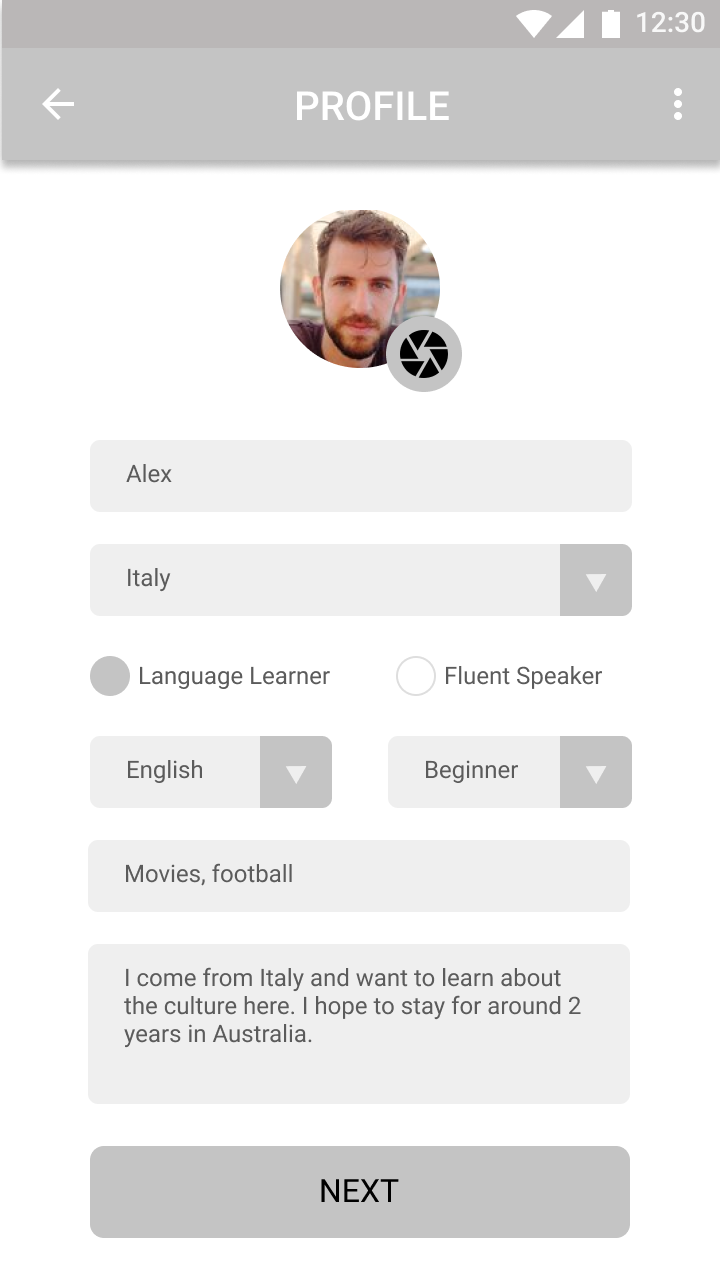 12:30
PROFILE
Alex
Italy
Language Learner
Fluent Speaker
English
Beginner
Movies, football
I come from Italy and want to learn about
the culture here. I hope to stay for around 2
years in Australia.
NEXT